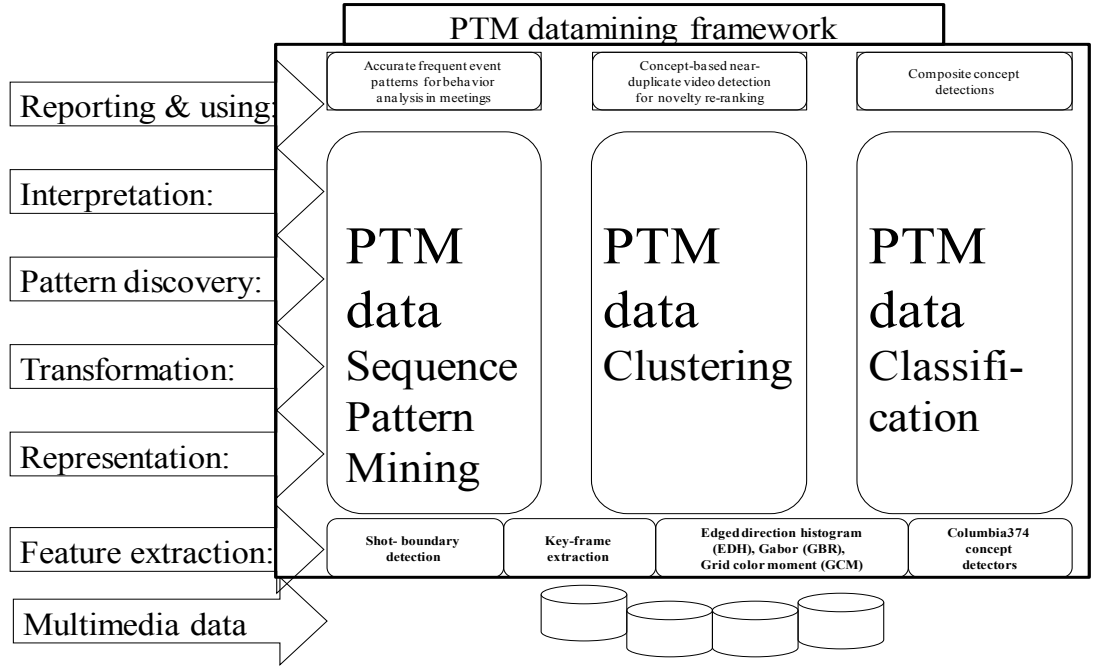 PTM datamining framework
Reporting & using:
Accurate frequent event
patterns for behavior
analysis in meetings
Concept-based near-
duplicate video detection
for novelty re-ranking
Composite concept
detections
Interpretation:
Pattern discovery:
Transformation:
Representation:
PTM
data
Sequence
Pattern
Mining
PTM
data
Clustering
PTM
data
Classifi-
cation
Feature extraction:
Shot- boundary
detection
Key-frame
extraction
Edged direction histogram
(EDH), Gabor (GBR),
Grid color moment (GCM)
Columbia374
concept
detectors
Multimedia data